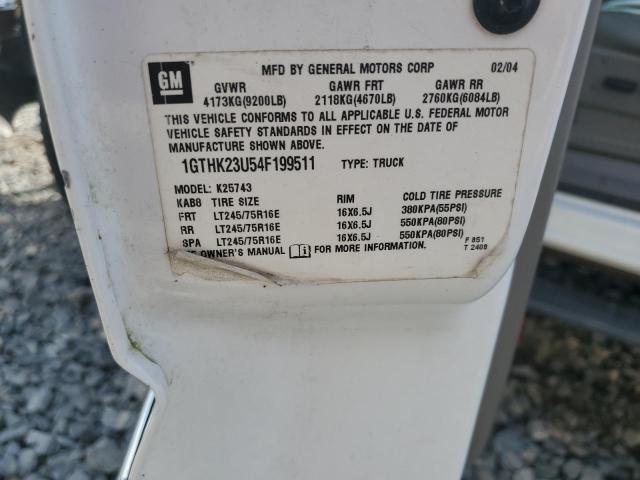 GM
MFD BY GENERAL MOTORS CORP 02/04
GVWR GAWR FRT GAWR RR
4173KG(9200LB) 2118KG(4670LB) 2760KG(6084LB)
THIS VEHICLE CONFORMS TO ALL APPLICABLE U.S. FEDERAL MOTOR
VEHICLE SAFETY STANDARDS IN EFFECT ON THE DATE OF
MANUFACTURE SHOWN ABOVE.
1GTHK23U54F199511 TYPE: TRUCK
MODEL: K25743
KAB8 TIRE SIZE RIM COLD TIRE PRESSURE
FRT LT245/75R16E 16X6.5J 380KPA(55PSI)
RR LT245/75R16E 16X6.5J 550KPA(80PSI)
SPA LT245/75R16E 16X6.5J 550KPA(80PSI)
OWNER'S MANUAL FOR MORE INFORMATION.
F 851
T 2408